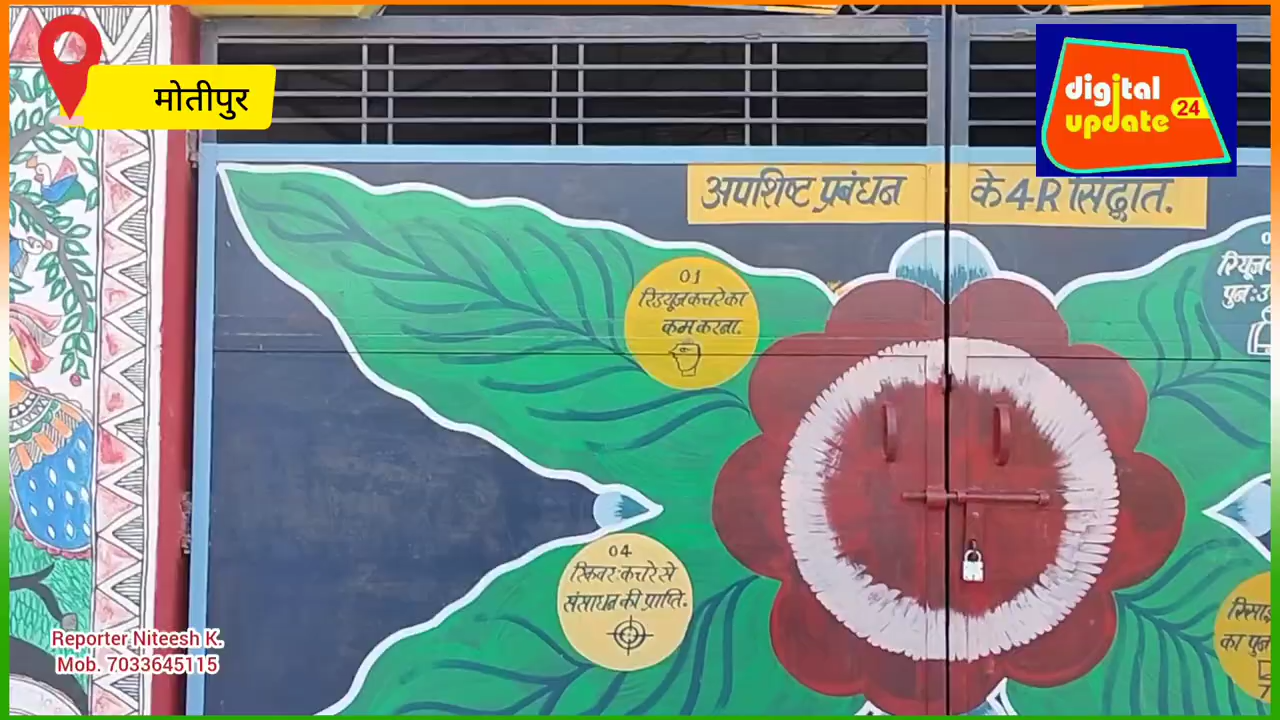 मोतीपुर
digital
update 24
अपशिष्ट प्रबंधन के 4R सिद्धांत.
01
रिड्यूज कचरे का
कम करना.
04
रिकवर: कचरे से
संसाधन की प्राप्ति.
का
Reporter Niteesh K.
Mob. 7033645115